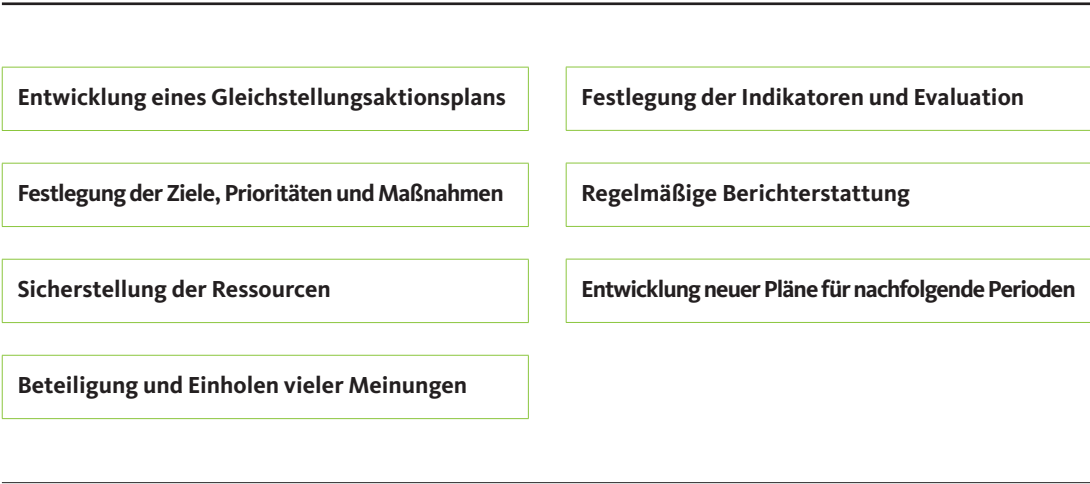 Entwicklung eines Gleichstellungsaktionsplans
Festlegung der Ziele, Prioritäten und Maßnahmen
Sicherstellung der Ressourcen
Beteiligung und Einholen vieler Meinungen
Festlegung der Indikatoren und Evaluation
Regelmäßige Berichterstattung
Entwicklung neuer Pläne für nachfolgende Perioden